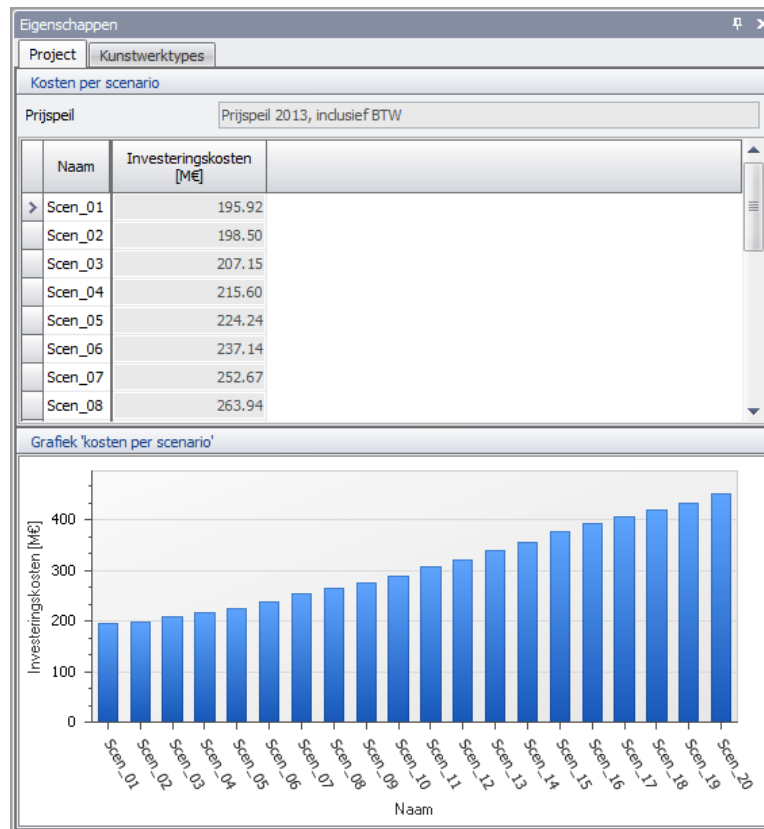 Eigenschappen
Project Kunstwerktypes
Kosten per scenario
Prijspeil Prijspeil 2013, inclusief BTW
Naam Investeringskosten [M€]
Scen_01 195.92
Scen_02 198.50
Scen_03 207.15
Scen_04 215.60
Scen_05 224.24
Scen_06 237.14
Scen_07 252.67
Scen_08 263.94
Grafiek 'kosten per scenario'
Investeringskosten [M€]
400
300
200
100
0
Scen_01 Scen_02 Scen_03 Scen_04 Scen_05 Scen_06 Scen_07 Scen_08 Scen_09 Scen_10 Scen_11 Scen_12 Scen_13 Scen_14 Scen_15 Scen_16 Scen_17 Scen_18 Scen_19 Scen_20
Naam